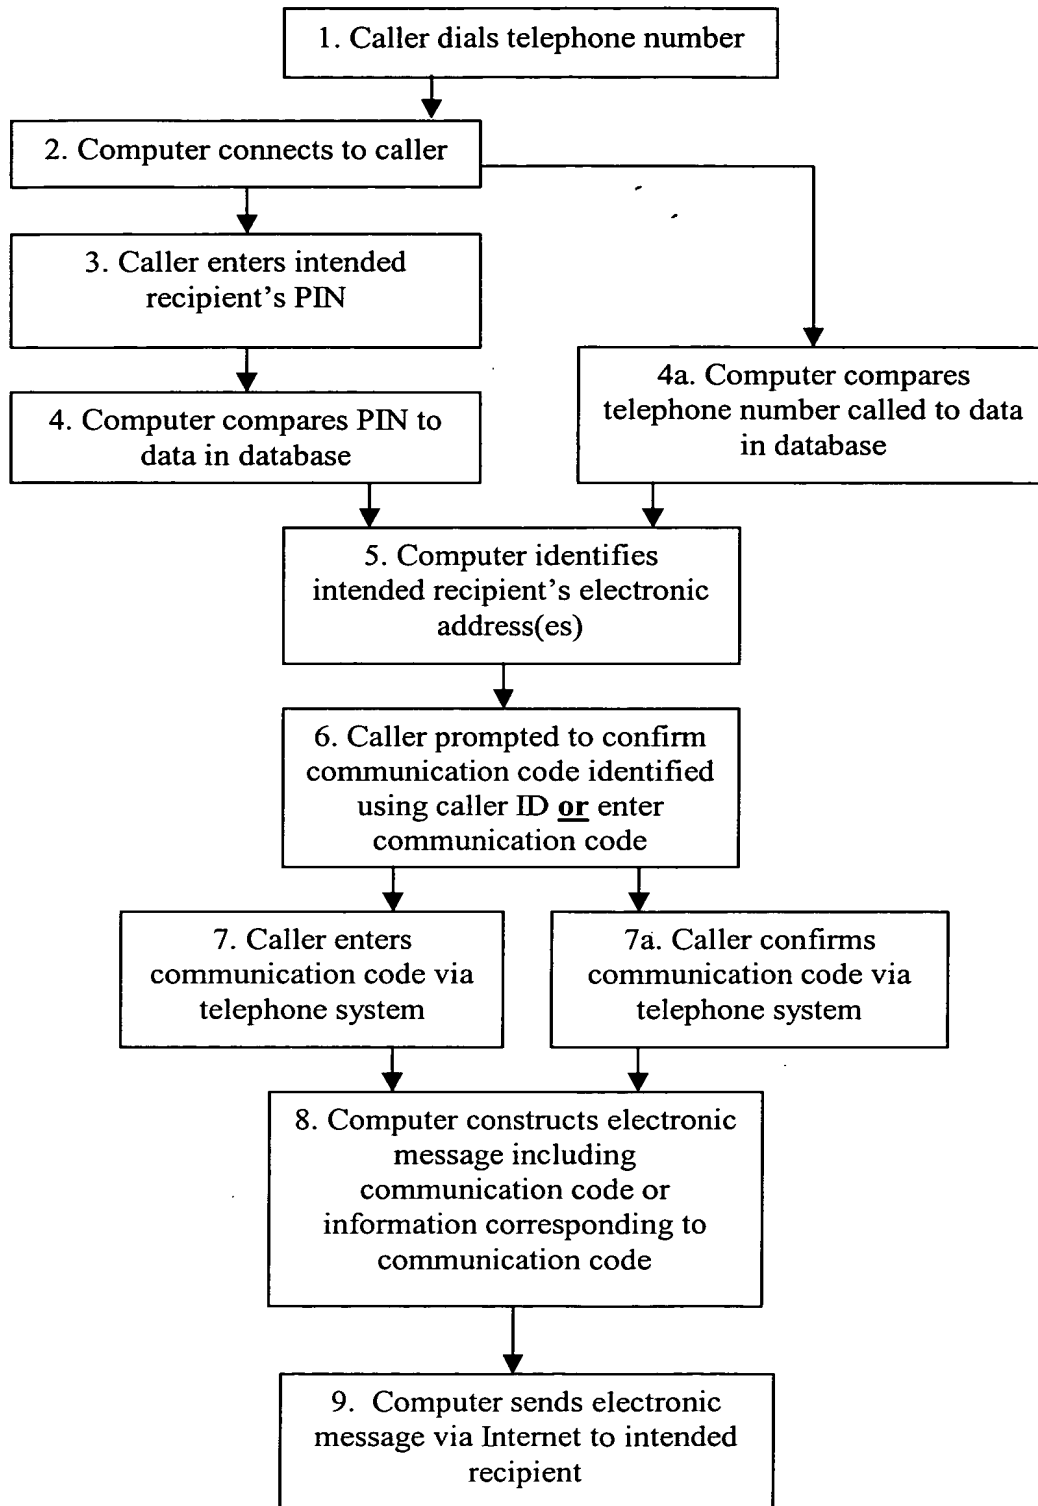 1. Caller dials telephone number
2. Computer connects to caller
3. Caller enters intended
recipient's PIN
4. Computer compares PIN to
data in database
4a. Computer compares
telephone number called to data
in database
5. Computer identifies
intended recipient's electronic
address(es)
6. Caller prompted to confirm
communication code identified
using caller ID or enter
communication code
7. Caller enters
communication code via
telephone system
7a. Caller confirms
communication code via
telephone system
8. Computer constructs electronic
message including
communication code or
information corresponding to
communication code
9. Computer sends electronic
message via Internet to intended
recipient